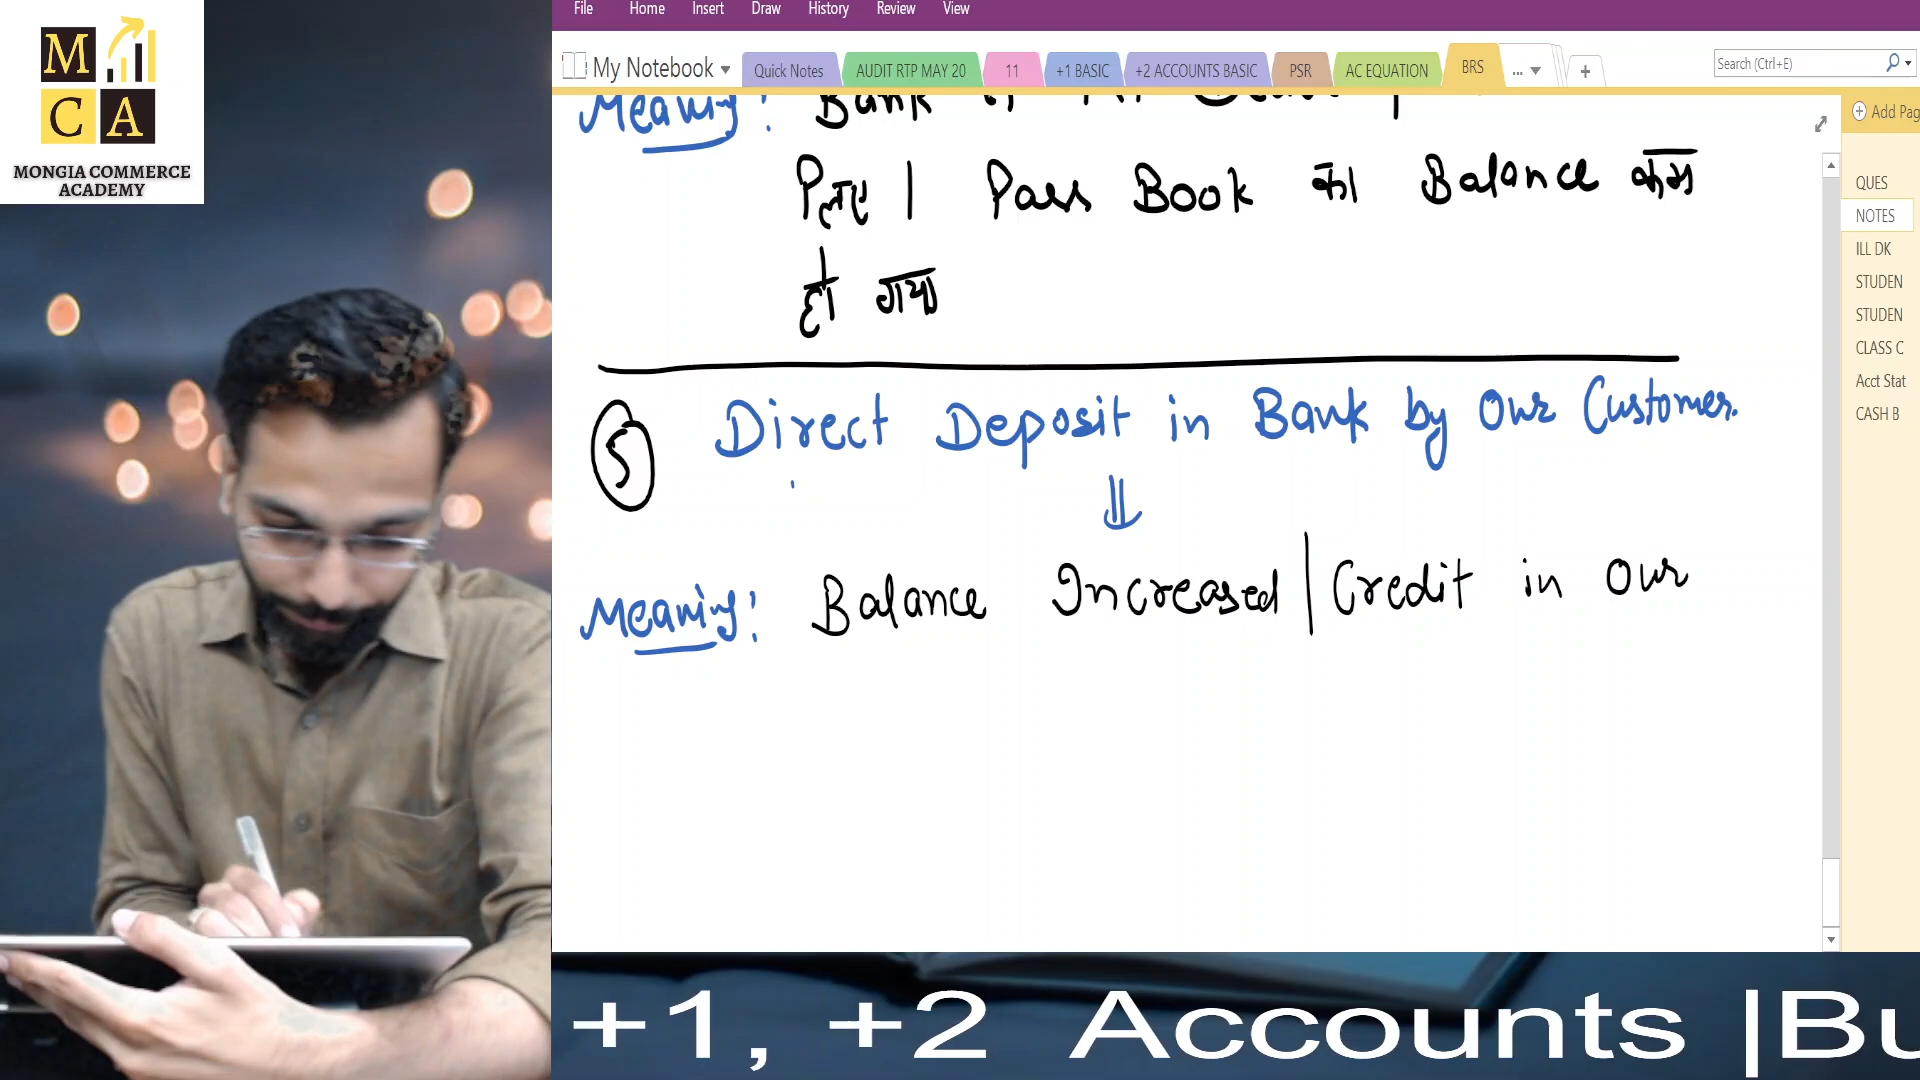 M
C A
MONGIA COMMERCE
ACADEMY
File Home Insert Draw History Review View
My Notebook Quick Notes AUDIT RTP MAY 20 11 +1 BASIC +2 ACCOUNTS BASIC PSR AC EQUATION BRS ... Search (Ctrl+E)
Add Pag
QUES
NOTES
ILL DK
STUDEN
STUDEN
CLASS C
Acct Stat
CASH B
Meaning: Bank
लिए | Pass Book का Balance कम
हो गया
5 Direct Deposit in Bank by Our Customer.
Meaning: Balance Increased | Credit in Our
+1, +2 Accounts |Bu